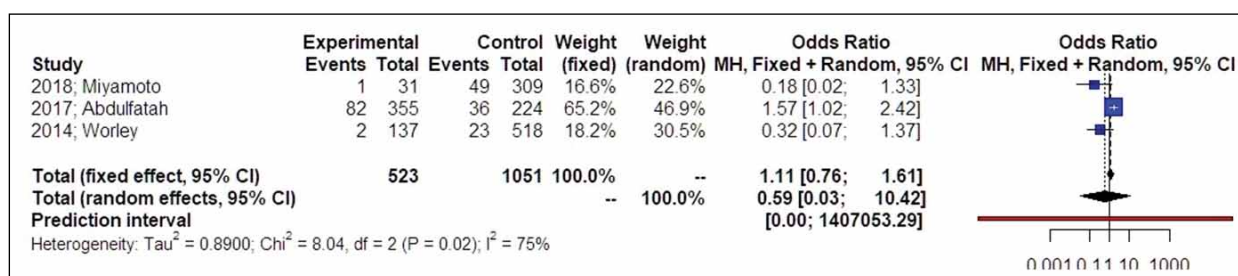 Experimental Control Weight Weight Odds Ratio Odds Ratio
Study Events Total Events Total (fixed) (random) MH, Fixed + Random, 95% CI MH, Fixed + Random, 95% CI
2018; Miyamoto 1 31 49 309 16.6% 22.6% 0.18 [0.02; 1.33]
2017; Abdulfatah 82 355 36 224 65.2% 46.9% 1.57 [1.02; 2.42]
2014; Worley 2 137 23 518 18.2% 30.5% 0.32 [0.07; 1.37]
Total (fixed effect, 95% CI) 523 1051 100.0% -- 1.11 [0.76; 1.61]
Total (random effects, 95% CI) -- 100.0% 0.59 [0.03; 10.42]
Prediction interval [0.00; 1407053.29]
Heterogeneity: Tau² = 0.8900; Chi² = 8.04, df = 2 (P = 0.02); I² = 75%
0.001 0.1 1 10 1000